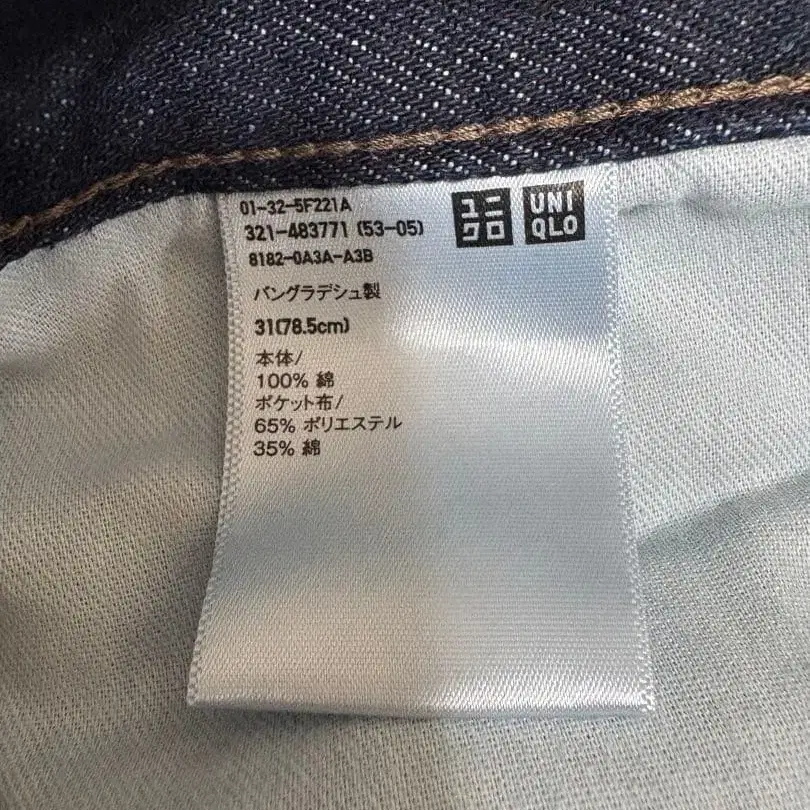 01-32-5F221A
321-483771 (53-05)
8182-0A3A-A3B
ユニクロ
UNIQLO
バングラデシュ製
31(78.5cm)
本体/
100% 綿
ポケット布/
65% ポリエステル
35% 綿